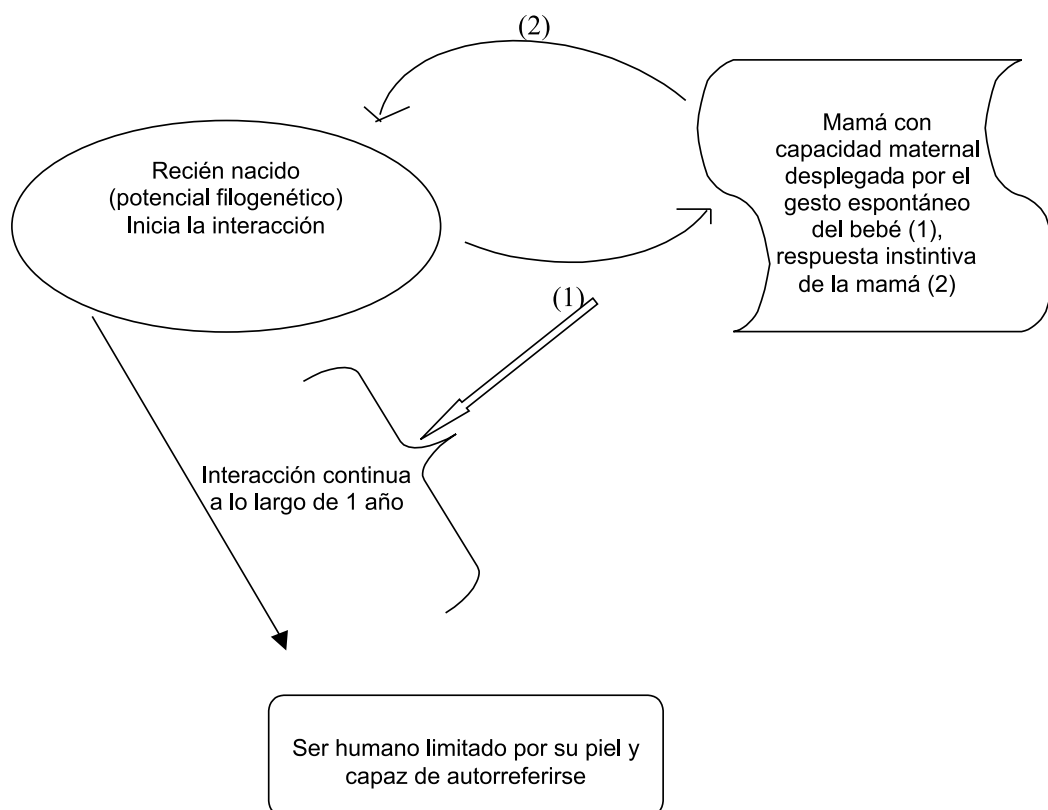 (2)
Recién nacido
(potencial filogenético)
Inicia la interacción
Mamá con
capacidad maternal
desplegada por el
gesto espontáneo
del bebé (1),
respuesta instintiva
de la mamá (2)
(1)
Interacción continua
a lo largo de 1 año
Ser humano limitado por su piel y
capaz de autorreferirse